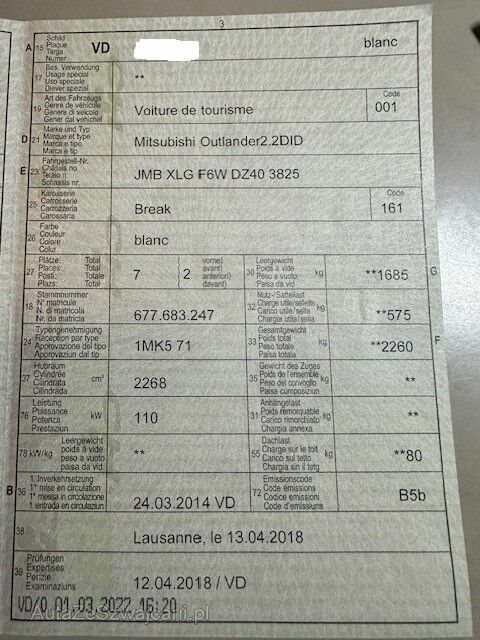 3
A 15 Schild Plaque Targa Numer VD blanc
17 Bes. Verwendung Usage spécial Uso speciale Diever spezial **
19 Art des Fahrzeugs Genre de véhicule Genere di veicolo Gener dal vehichel Voiture de tourisme Code 001
D 21 Marke und Typ Marque et type Marca e tipo Marca e tip Mitsubishi Outlander2.2DID
E 23 Fahrgestell-Nr. Châssis no Telaio n. Schassis nr. JMB XLG F6W DZ40 3825
25 Karosserie Carrosserie Carrozzeria Carossaria Break Code 161
26 Farbe Couleur Colore Colur blanc
27 Plätze: Total Places: Total Posti: Totale Plazs: Total 7 (2 vorne) avant) anteriori) davant) 30 Leergewicht Poids à vide Peso a vuoto Paisa da vid kg **1685 G
18 Stammnummer N° matricule N. di matricola Nr. da matricla 677.683.247 32 Nutz-/Sattellast Charge utile/sellette Carico utile/sella Chargia utila/sella kg **575
24 Typengenehmigung Réception par type Approvazione del tipo Approvaziun dal tip 1MK5 71 33 Gesamtgewicht Poids total Peso totale Paisa totala kg **2260 F
37 Hubraum Cylindrée Cilindrata Cilindrada cm³ 2268 35 Gewicht des Zuges Poids de l'ensemble Peso del convoglio Paisa cumposiziun kg **
76 Leistung Puissance Potenza Prestaziun kW 110 31 Anhängelast Poids remorquable Carico rimorchiato Chargia annexa kg **
78 kW/kg Leergewicht poids à vide peso a vuoto paisa da vid ** 55 Dachlast Charge sur le toit Carico sul tetto Chargia sin il tetg kg **80
B 36 1. Inverkehrsetzung 1re mise en circulation 1a messa in circolazione 1. entrada en circulaziun 24.03.2014 VD 72 Emissionscode Code émissions Codice emissioni Code d'emissiuns B5b
38 Lausanne, le 13.04.2018
39 Prüfungen Expertises Perizie Examinaziuns 12.04.2018 / VD
VD/0 01.03.2022 16:20
AutazeSzwajcarii.pl